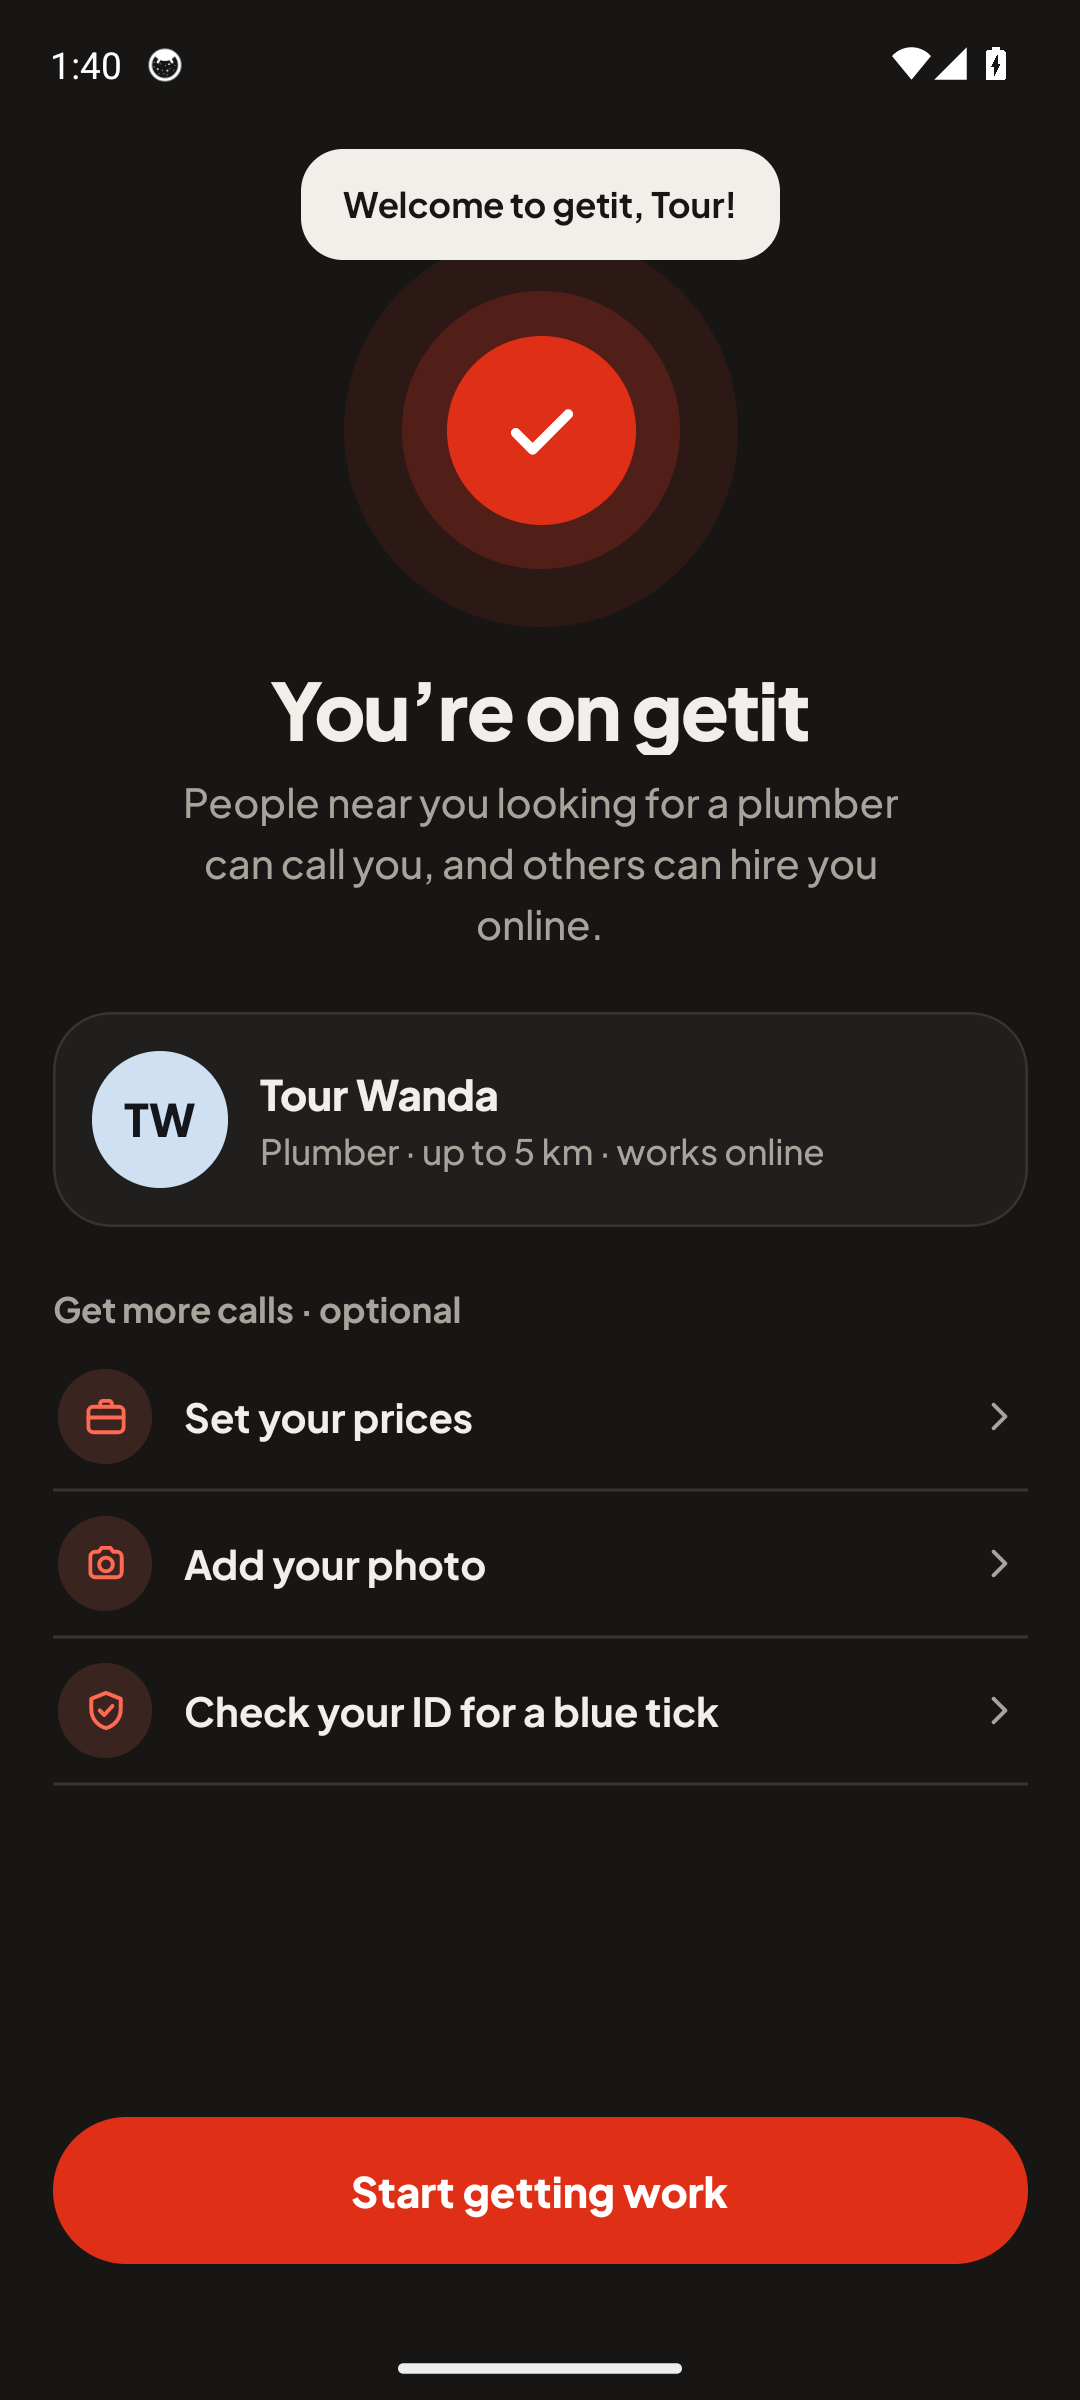 1:40
Welcome to getit, Tour!
You’re on getit
People near you looking for a plumber
can call you, and others can hire you
online.
TW
Tour Wanda
Plumber · up to 5 km · works online
Get more calls · optional
Set your prices
Add your photo
Check your ID for a blue tick
Start getting work